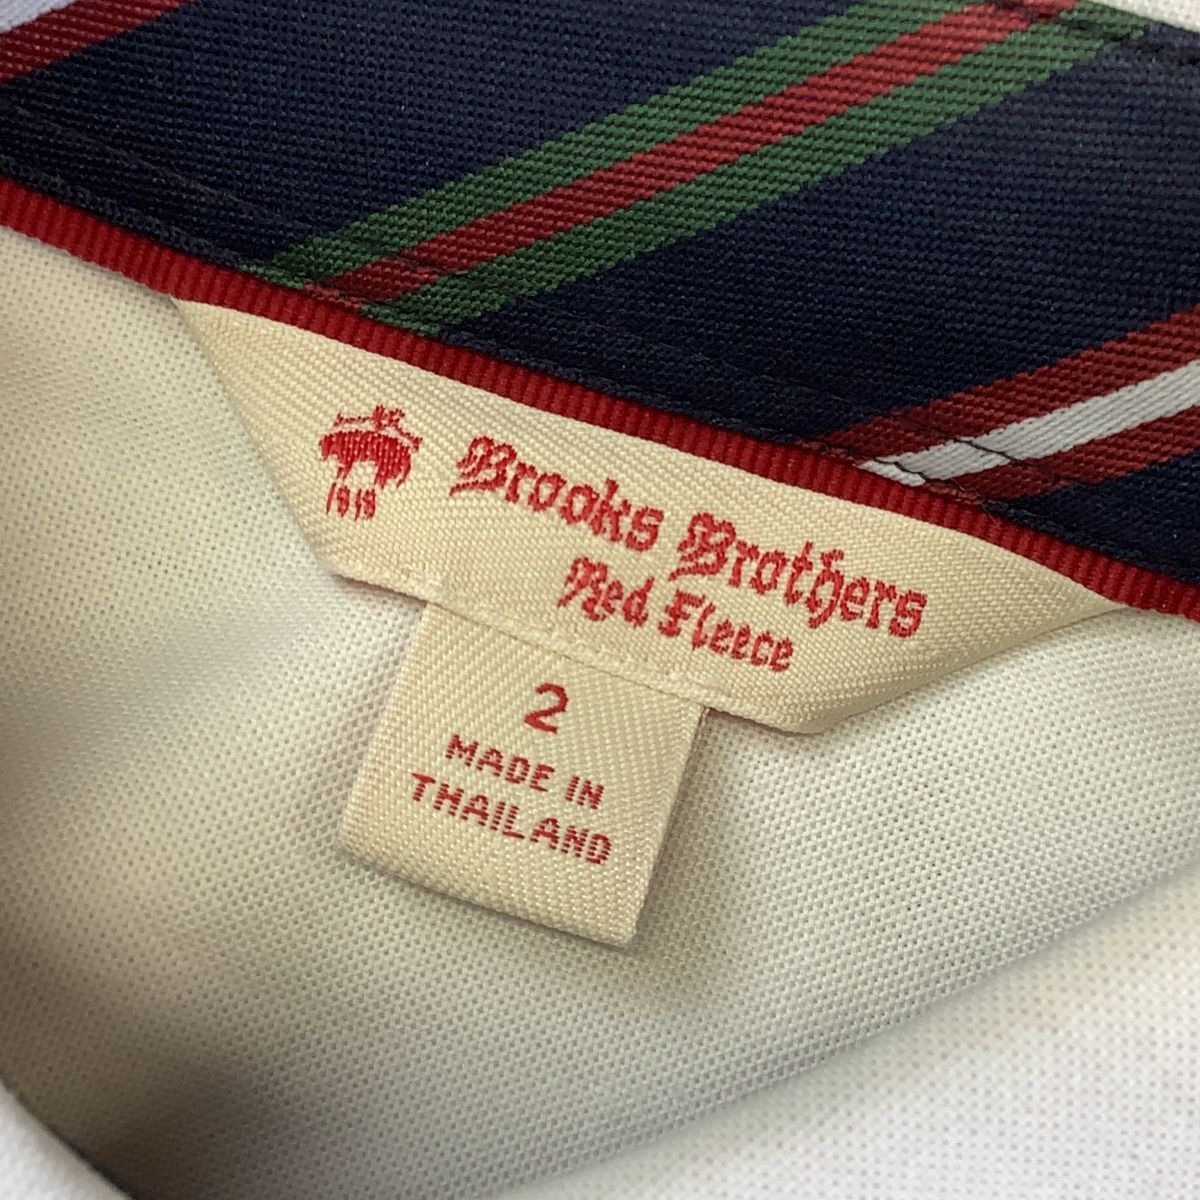 1818
Brooks Brothers
Red Fleece
2
MADE IN
THAILAND